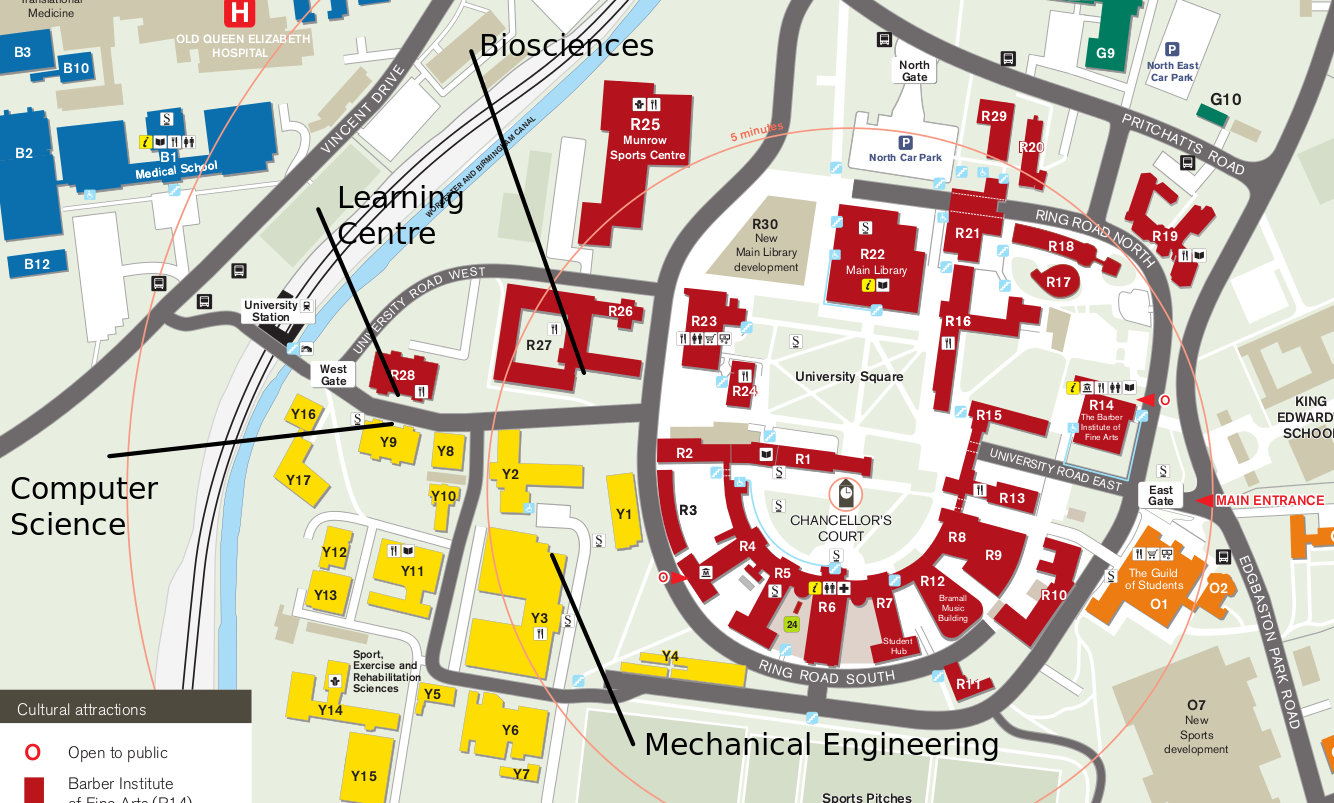 Translational
Medicine
H
OLD QUEEN ELIZABETH
HOSPITAL
B3
B10
B2
B1
Medical School
B12
VINCENT DRIVE
WORCESTER AND BIRMINGHAM CANAL
Biosciences
Learning
Centre
Computer
Science
Mechanical Engineering
R25
Munrow
Sports Centre
5 minutes
North
Gate
P
North Car Park
P
North East
Car Park
G9
G10
PRITCHATTS ROAD
R29
R20
R19
RING ROAD NORTH
R18
R17
R21
R30
New
Main Library
development
R22
Main Library
University
Station
UNIVERSITY ROAD WEST
West
Gate
R28
R27
R26
R23
R24
University Square
R16
R15
R14
The Barber
Institute of
Fine Arts
O
KING
EDWARD
SCHOOL
UNIVERSITY ROAD EAST
East
Gate
MAIN ENTRANCE
R13
R2
R1
R3
CHANCELLOR'S
COURT
R4
R5
R6
R7
R8
R9
R10
R12
Bramall
Music
Building
Student
Hub
24
O
R11
RING ROAD SOUTH
The Guild
of Students
O1
O2
EDGBASTON PARK ROAD
O7
New
Sports
development
Y16
Y9
Y8
Y17
Y10
Y2
Y1
Y12
Y11
Y13
Y3
Y4
Sport,
Exercise and
Rehabilitation
Sciences
Y14
Y5
Y6
Y7
Y15
Sports Pitches
Cultural attractions
O Open to public
Barber Institute
of Fine Arts (R14)